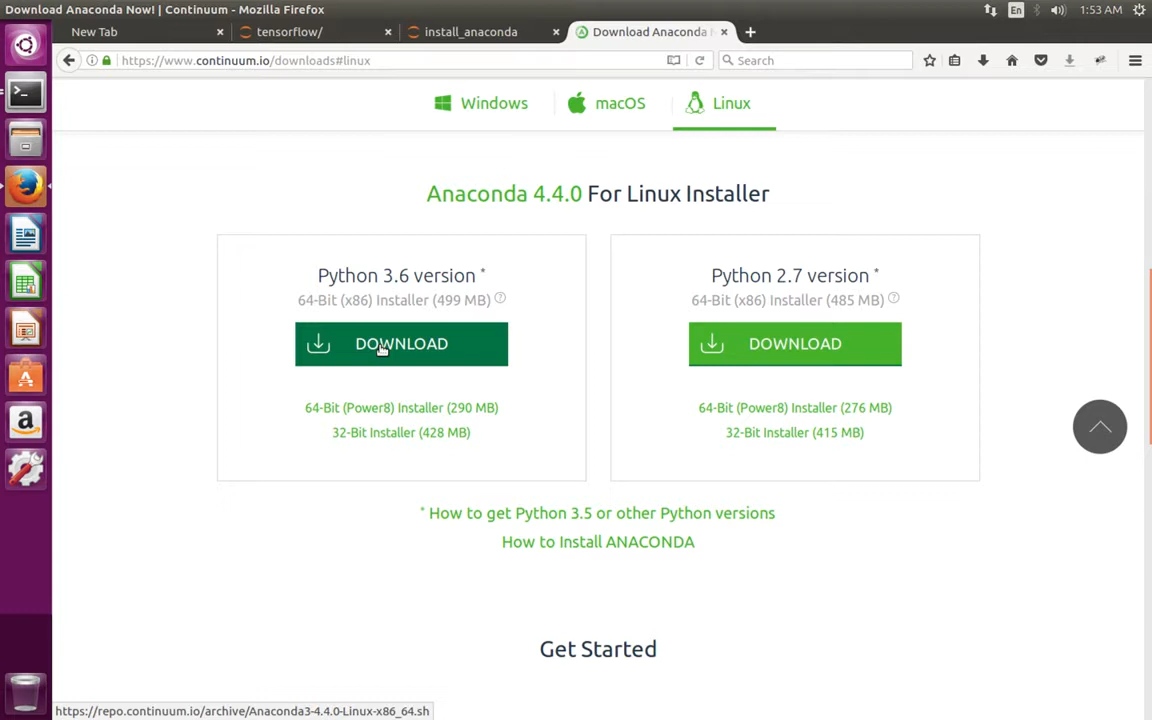 Download Anaconda Now! | Continuum - Mozilla Firefox
En
1:53 AM
New Tab
tensorflow/
install_anaconda
Download Anaconda
https://www.continuum.io/downloads#linux
Search
Windows
macOS
Linux
Anaconda 4.4.0 For Linux Installer
Python 3.6 version *
64-Bit (x86) Installer (499 MB) ?
DOWNLOAD
64-Bit (Power8) Installer (290 MB)
32-Bit Installer (428 MB)
Python 2.7 version *
64-Bit (x86) Installer (485 MB) ?
DOWNLOAD
64-Bit (Power8) Installer (276 MB)
32-Bit Installer (415 MB)
* How to get Python 3.5 or other Python versions
How to Install ANACONDA
Get Started
https://repo.continuum.io/archive/Anaconda3-4.4.0-Linux-x86_64.sh